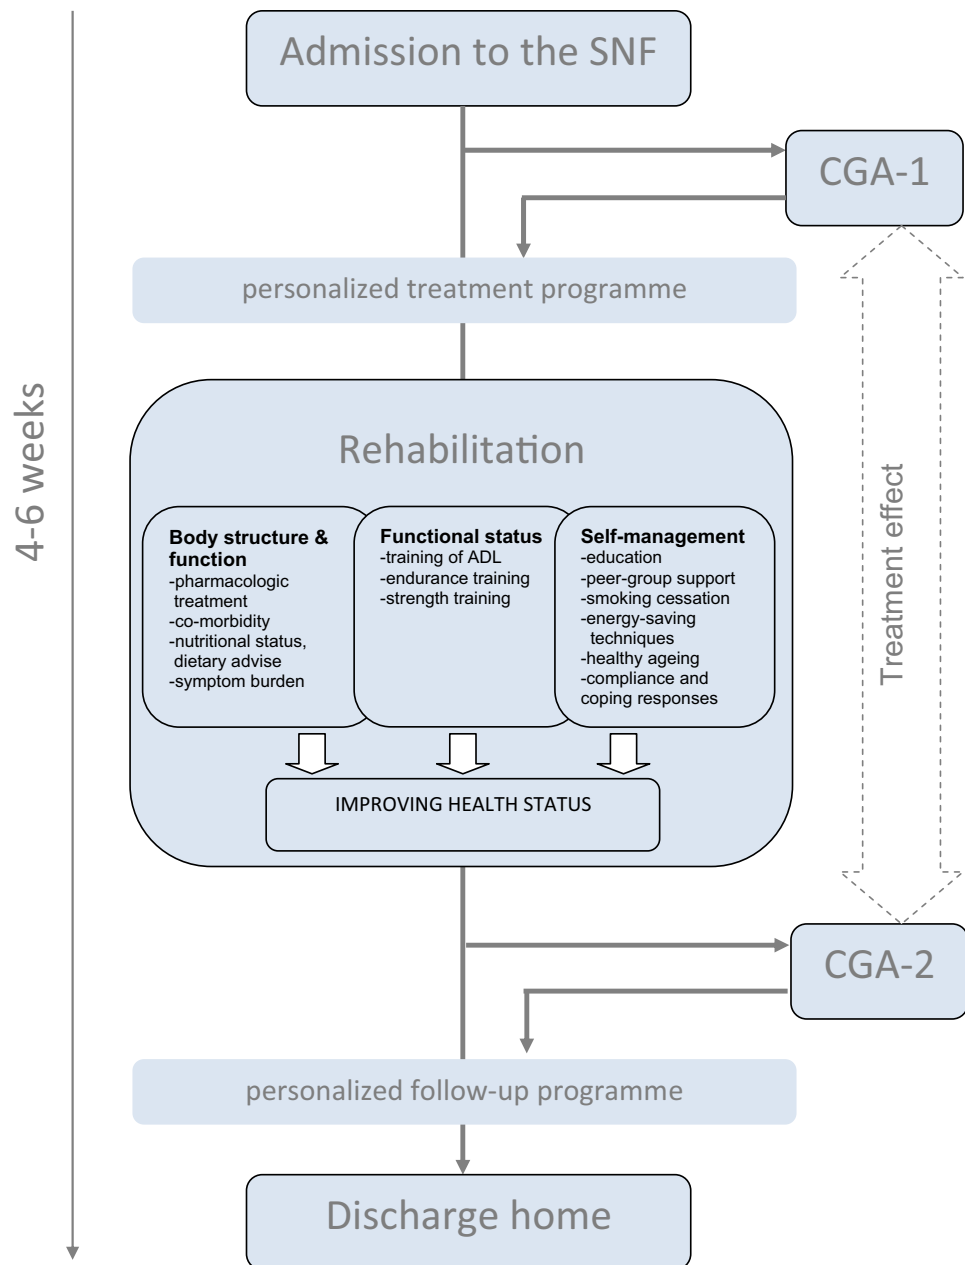 Admission to the SNF
CGA-1
personalized treatment programme
4-6 weeks
Rehabilitation
Body structure &
function
-pharmacologic
treatment
-co-morbidity
-nutritional status,
dietary advise
-symptom burden
Functional status
-training of ADL
-endurance training
-strength training
Self-management
-education
-peer-group support
-smoking cessation
-energy-saving
techniques
-healthy ageing
-compliance and
coping responses
Treatment effect
IMPROVING HEALTH STATUS
CGA-2
personalized follow-up programme
Discharge home